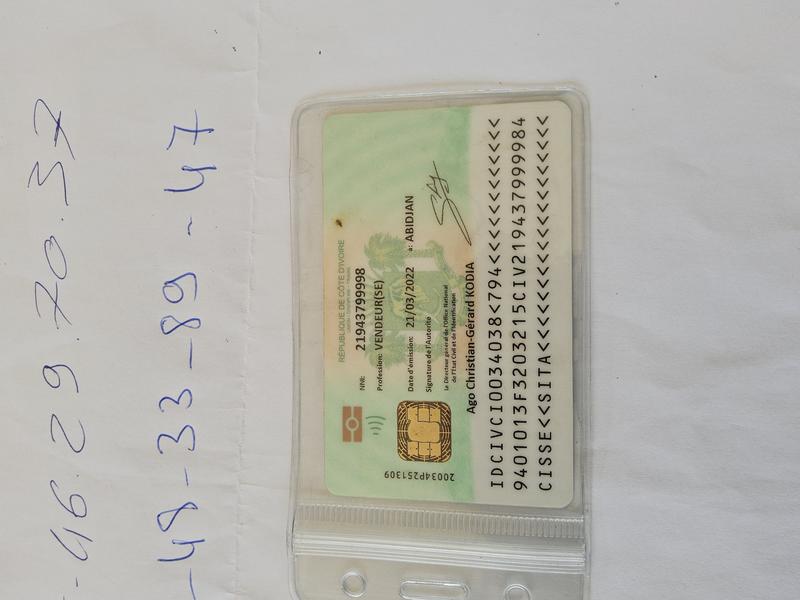 -46.29.70.37
-48-33-89-47
RÉPUBLIQUE DE CÔTE D'IVOIRE
NNI: 21943799998
Profession: VENDEUR(SE)
Date d'émission: 21/03/2022 à: ABIDJAN
Signature de l'Autorité
Le Directeur général de l'Office National
de l'Etat Civil et de l'Identification
Ago Christian-Gérard KODIA
20034P251309
IDCIVCI0034038<794<<<<<<<<<<<<
9401013F3203215CIV219437999984
CISSE<<SITA<<<<<<<<<<<<<<<<<<<